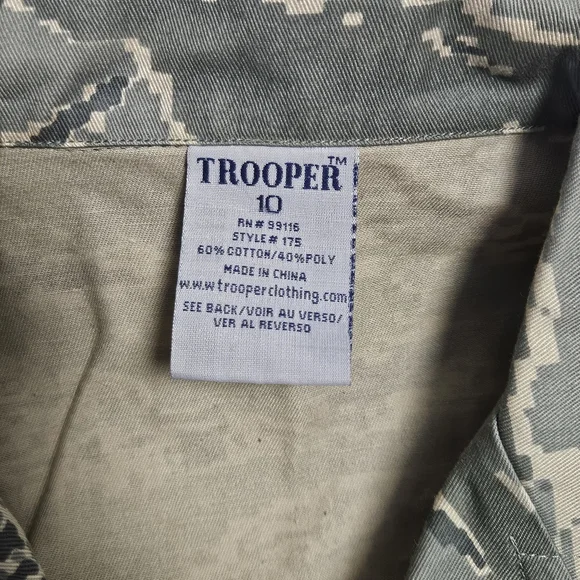 TROOPER™
10
RN# 99116
STYLE# 175
60% COTTON/40% POLY
MADE IN CHINA
www.trooperclothing.com
SEE BACK/VOIR AU VERSO/
VER AL REVERSO